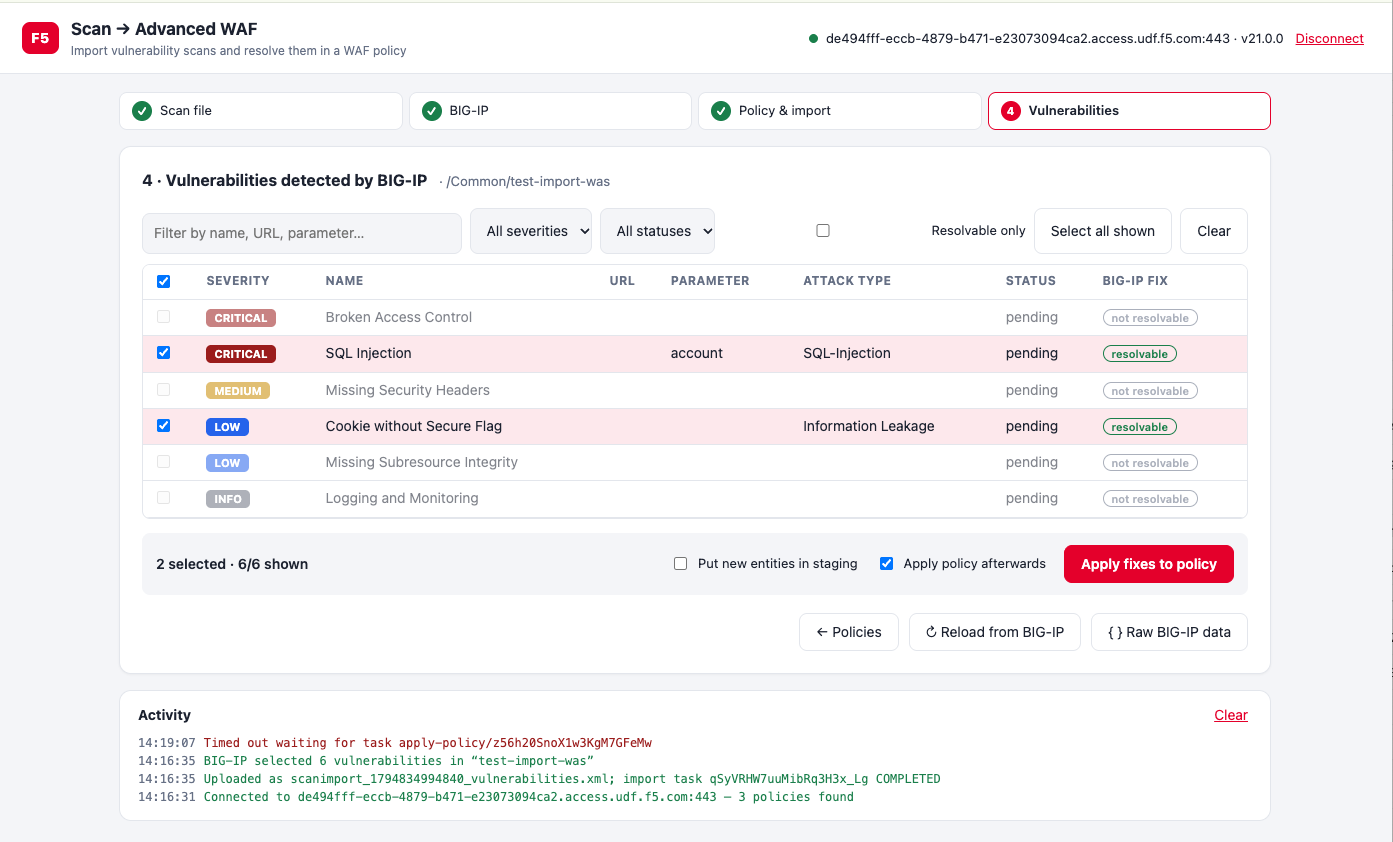 F5
Scan → Advanced WAF
Import vulnerability scans and resolve them in a WAF policy
de494fff-eccb-4879-b471-e23073094ca2.access.udf.f5.com:443 · v21.0.0 Disconnect
Scan file
BIG-IP
Policy & import
4 Vulnerabilities
4 · Vulnerabilities detected by BIG-IP · /Common/test-import-was
Filter by name, URL, parameter... All severities All statuses Resolvable only Select all shown Clear
SEVERITY NAME URL PARAMETER ATTACK TYPE STATUS BIG-IP FIX
CRITICAL Broken Access Control pending not resolvable
CRITICAL SQL Injection account SQL-Injection pending resolvable
MEDIUM Missing Security Headers pending not resolvable
LOW Cookie without Secure Flag Information Leakage pending resolvable
LOW Missing Subresource Integrity pending not resolvable
INFO Logging and Monitoring pending not resolvable
2 selected · 6/6 shown Put new entities in staging Apply policy afterwards Apply fixes to policy
← Policies ↻ Reload from BIG-IP { } Raw BIG-IP data
Activity Clear
14:19:07 Timed out waiting for task apply-policy/z56h20SnoX1w3KgM7GFeMw
14:16:35 BIG-IP selected 6 vulnerabilities in “test-import-was”
14:16:35 Uploaded as scanimport_1794834994840_vulnerabilities.xml; import task qSyVRHW7uuMibRq3H3x_Lg COMPLETED
14:16:31 Connected to de494fff-eccb-4879-b471-e23073094ca2.access.udf.f5.com:443 — 3 policies found